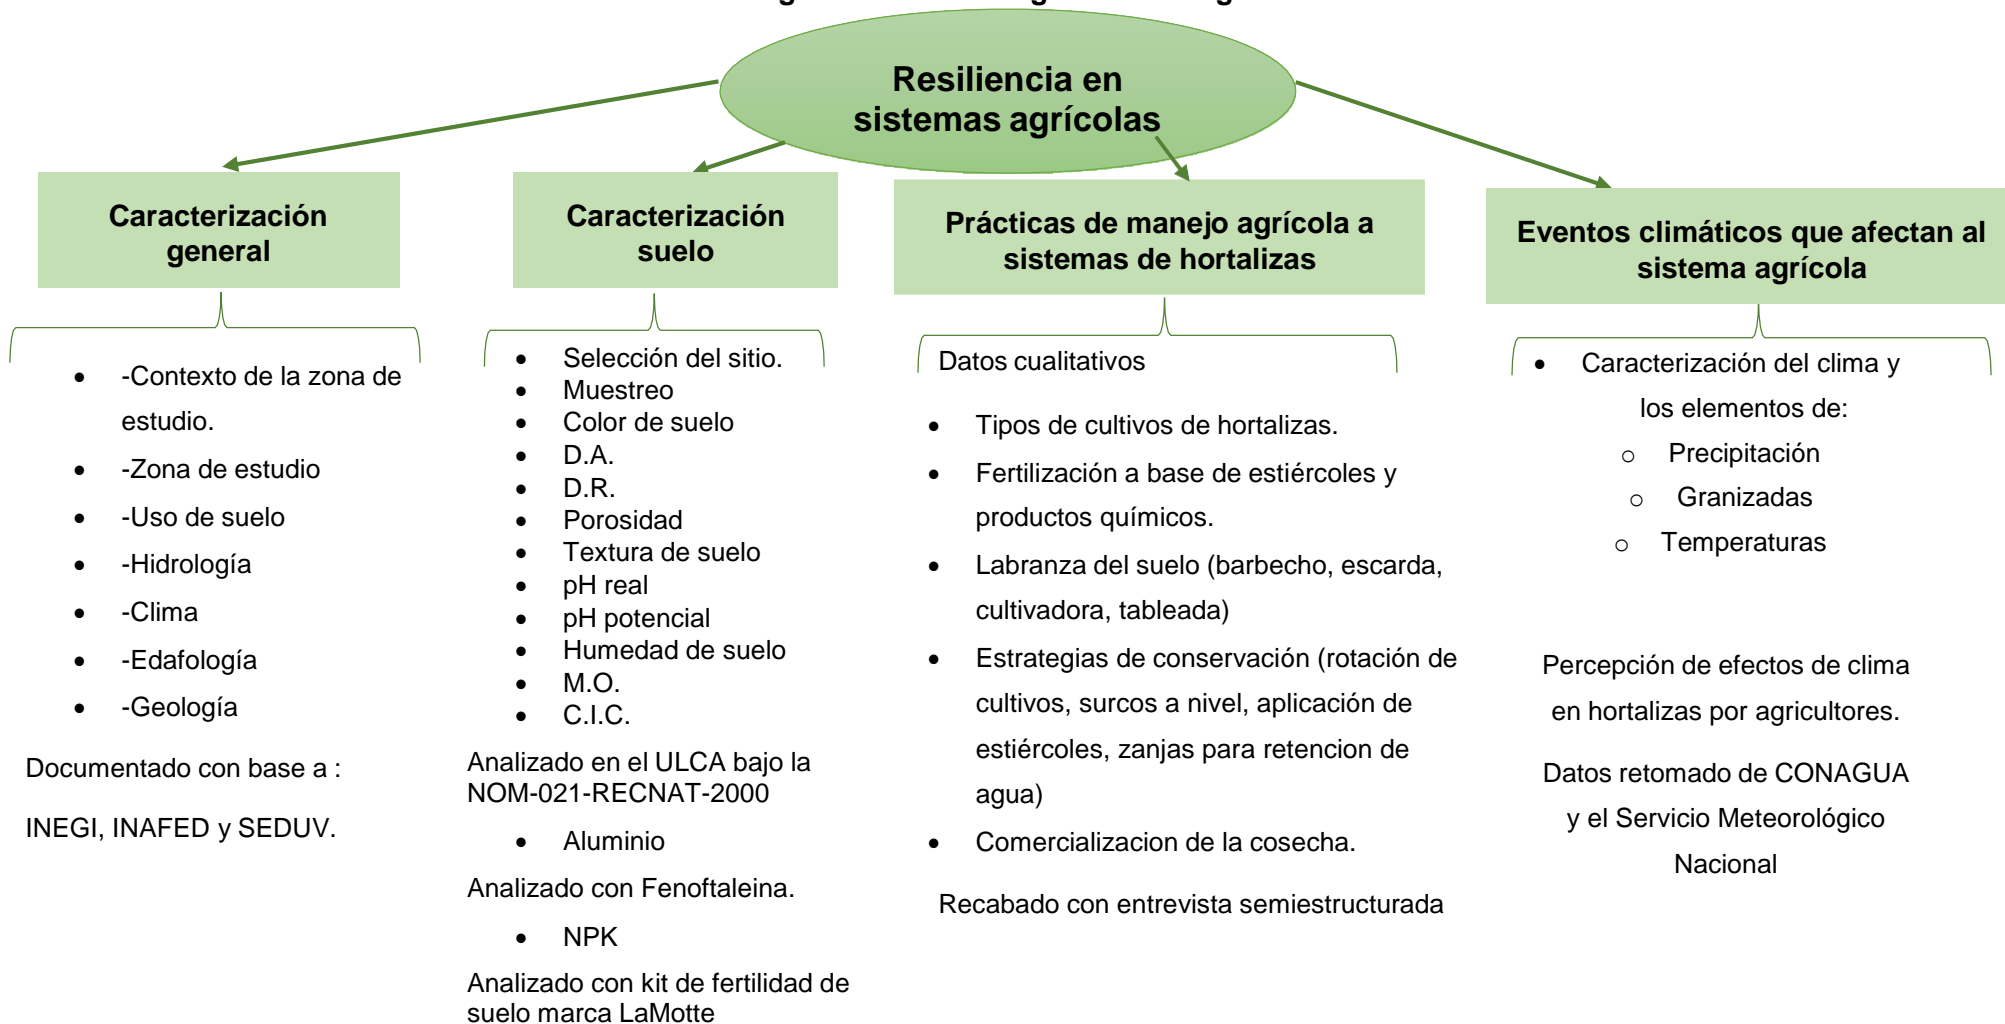 Resiliencia en
sistemas agrícolas
Caracterización
general
• -Contexto de la zona de
estudio.
• -Zona de estudio
• -Uso de suelo
• -Hidrología
• -Clima
• -Edafología
• -Geología
Documentado con base a :
INEGI, INAFED y SEDUV.
Caracterización
suelo
• Selección del sitio.
• Muestreo
• Color de suelo
• D.A.
• D.R.
• Porosidad
• Textura de suelo
• pH real
• pH potencial
• Humedad de suelo
• M.O.
• C.I.C.
Analizado en el ULCA bajo la
NOM-021-RECNAT-2000
• Aluminio
Analizado con Fenoftaleina.
• NPK
Analizado con kit de fertilidad de
suelo marca LaMotte
Prácticas de manejo agrícola a
sistemas de hortalizas
Datos cualitativos
• Tipos de cultivos de hortalizas.
• Fertilización a base de estiércoles y
productos químicos.
• Labranza del suelo (barbecho, escarda,
cultivadora, tableada)
• Estrategias de conservación (rotación de
cultivos, surcos a nivel, aplicación de
estiércoles, zanjas para retencion de
agua)
• Comercializacion de la cosecha.
Recabado con entrevista semiestructurada
Eventos climáticos que afectan al
sistema agrícola
• Caracterización del clima y
los elementos de:
o Precipitación
o Granizadas
o Temperaturas
Percepción de efectos de clima
en hortalizas por agricultores.
Datos retomado de CONAGUA
y el Servicio Meteorológico
Nacional